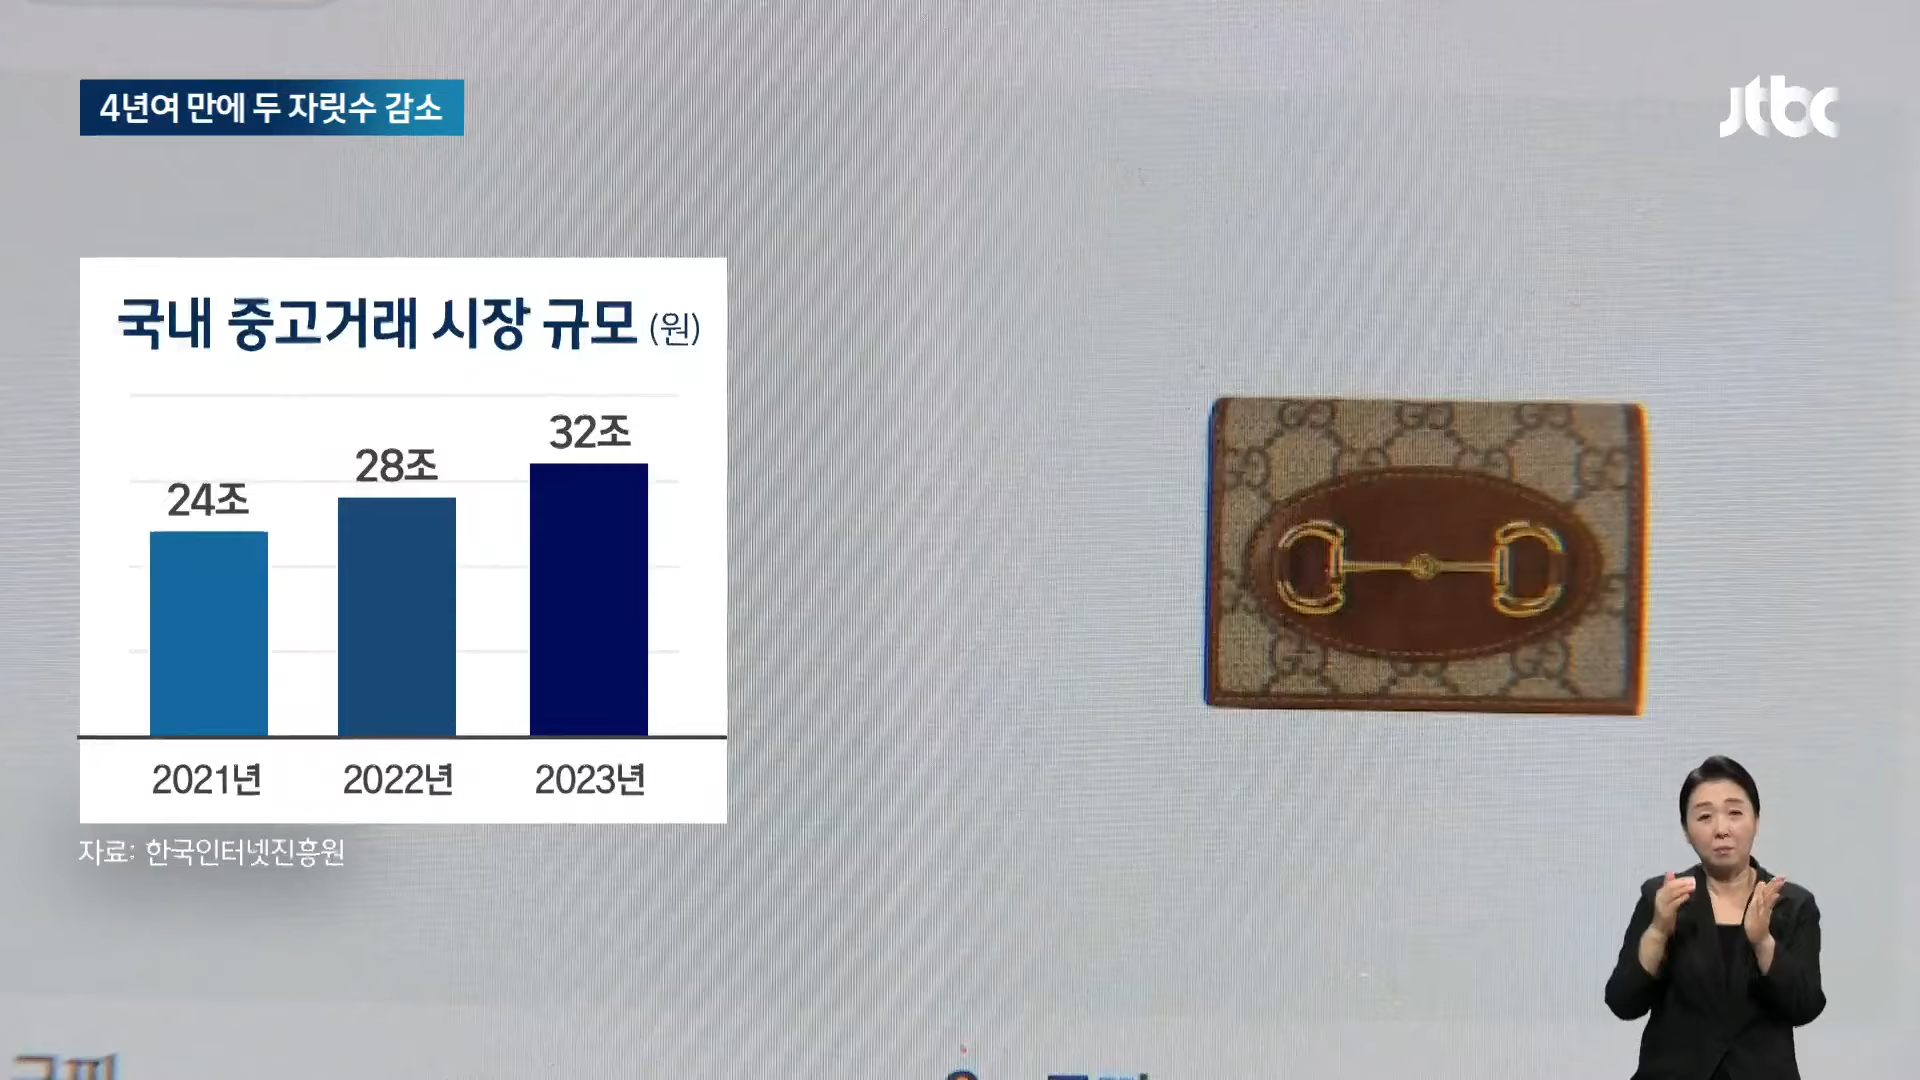 4년여 만에 두 자릿수 감소
jtbc
국내 중고거래 시장 규모 (원)
24조
28조
32조
2021년
2022년
2023년
자료: 한국인터넷진흥원